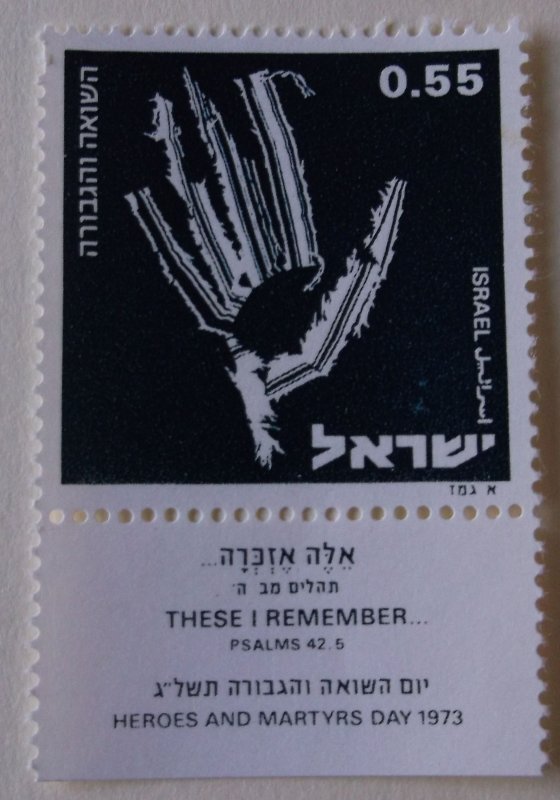 0.55
השואה והגבורה
ISRAEL اسرائيل
ישראל
א גמז
אֵלֶּה אֶזְכְּרָה...
תהלים מב ה׳
THESE I REMEMBER...
PSALMS 42.5
יום השואה והגבורה תשל״ג
HEROES AND MARTYRS DAY 1973